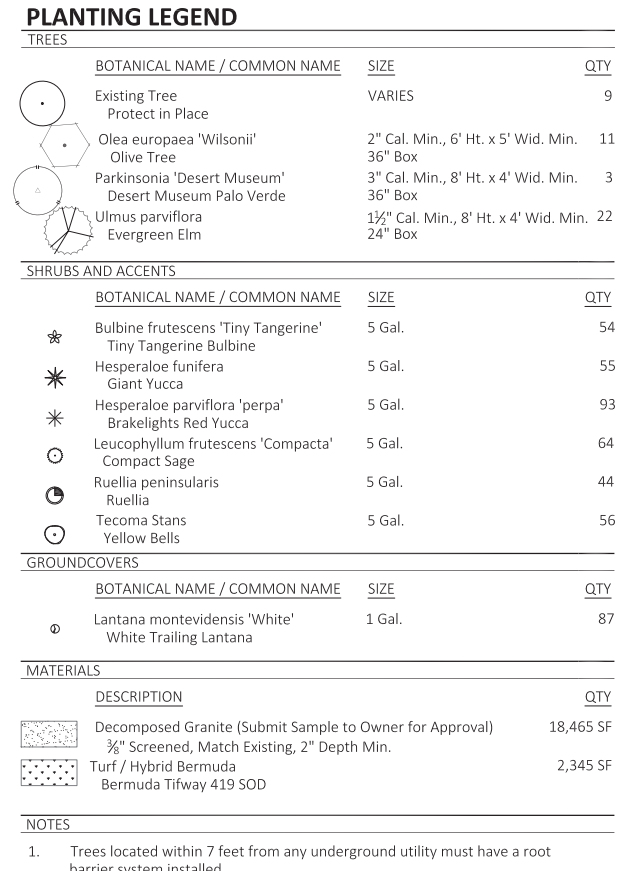 PLANTING LEGEND
TREES
BOTANICAL NAME / COMMON NAME SIZE QTY
Existing Tree VARIES 9
Protect in Place
Olea europaea 'Wilsonii' 2" Cal. Min., 6' Ht. x 5' Wid. Min. 11
Olive Tree 36" Box
Parkinsonia 'Desert Museum' 3" Cal. Min., 8' Ht. x 4' Wid. Min. 3
Desert Museum Palo Verde 36" Box
Ulmus parviflora 1½" Cal. Min., 8' Ht. x 4' Wid. Min. 22
Evergreen Elm 24" Box
SHRUBS AND ACCENTS
BOTANICAL NAME / COMMON NAME SIZE QTY
Bulbine frutescens 'Tiny Tangerine' 5 Gal. 54
Tiny Tangerine Bulbine
Hesperaloe funifera 5 Gal. 55
Giant Yucca
Hesperaloe parviflora 'perpa' 5 Gal. 93
Brakelights Red Yucca
Leucophyllum frutescens 'Compacta' 5 Gal. 64
Compact Sage
Ruellia peninsularis 5 Gal. 44
Ruellia
Tecoma Stans 5 Gal. 56
Yellow Bells
GROUNDCOVERS
BOTANICAL NAME / COMMON NAME SIZE QTY
Lantana montevidensis 'White' 1 Gal. 87
White Trailing Lantana
MATERIALS
DESCRIPTION QTY
Decomposed Granite (Submit Sample to Owner for Approval) 18,465 SF
⅜" Screened, Match Existing, 2" Depth Min.
Turf / Hybrid Bermuda 2,345 SF
Bermuda Tifway 419 SOD
NOTES
1. Trees located within 7 feet from any underground utility must have a root
barrier system installed